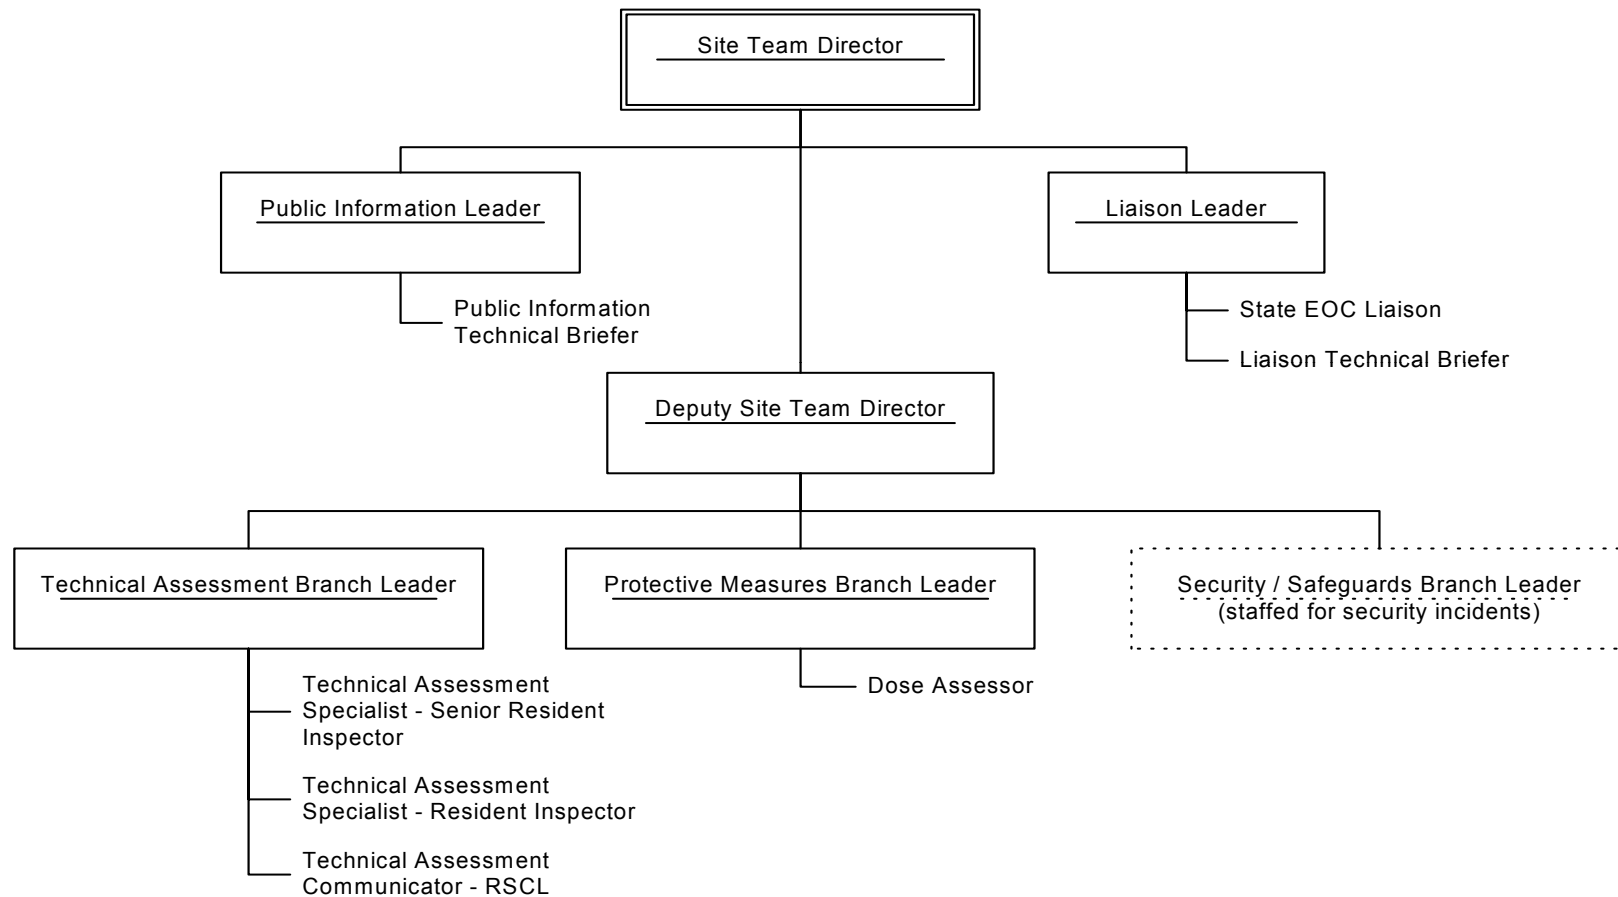 Site Team Director
Public Information Leader
Liaison Leader
Public Information
Technical Briefer
State EOC Liaison
Liaison Technical Briefer
Deputy Site Team Director
Technical Assessment Branch Leader
Protective Measures Branch Leader
Security / Safeguards Branch Leader
(staffed for security incidents)
Technical Assessment
Specialist - Senior Resident
Inspector
Technical Assessment
Specialist - Resident Inspector
Technical Assessment
Communicator - RSCL
Dose Assessor